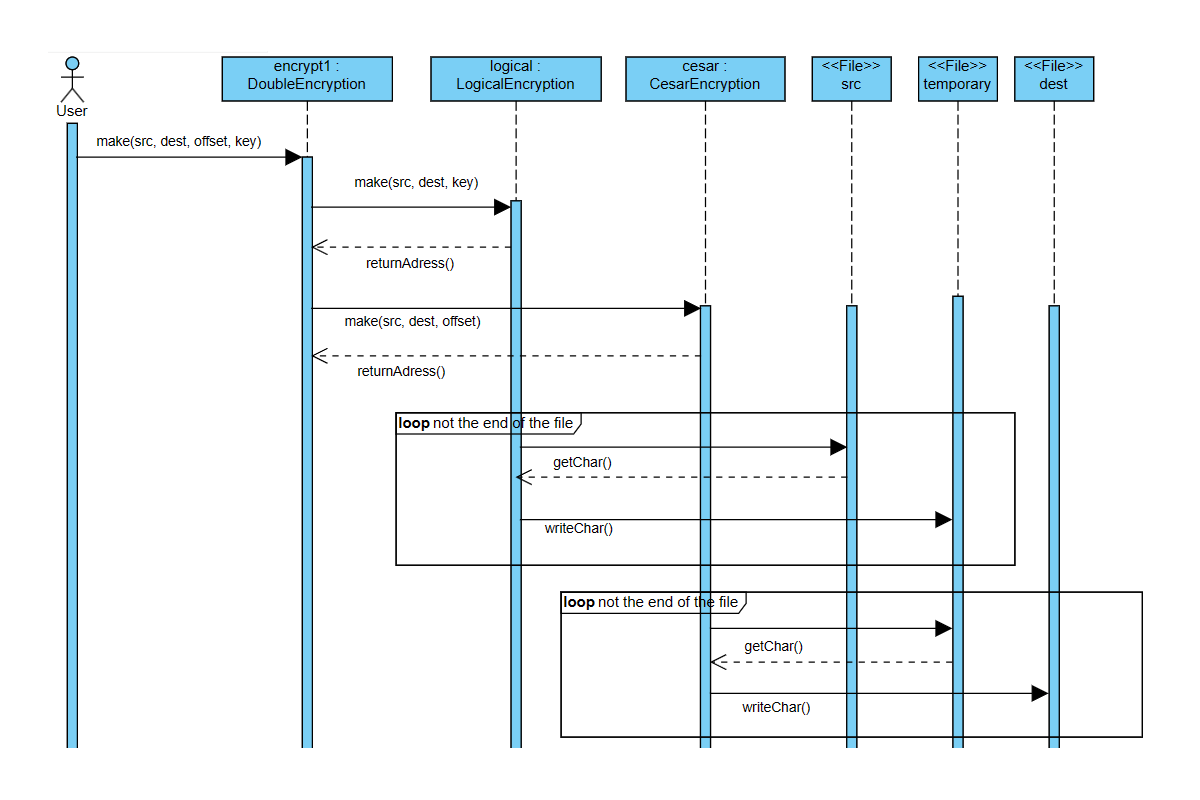 encrypt1 :
DoubleEncryption
logical :
LogicalEncryption
cesar :
CesarEncryption
<<File>>
src
<<File>>
temporary
<<File>>
dest
User
make(src, dest, offset, key)
make(src, dest, key)
returnAdress()
make(src, dest, offset)
returnAdress()
loop not the end of the file
getChar()
writeChar()
loop not the end of the file
getChar()
writeChar()